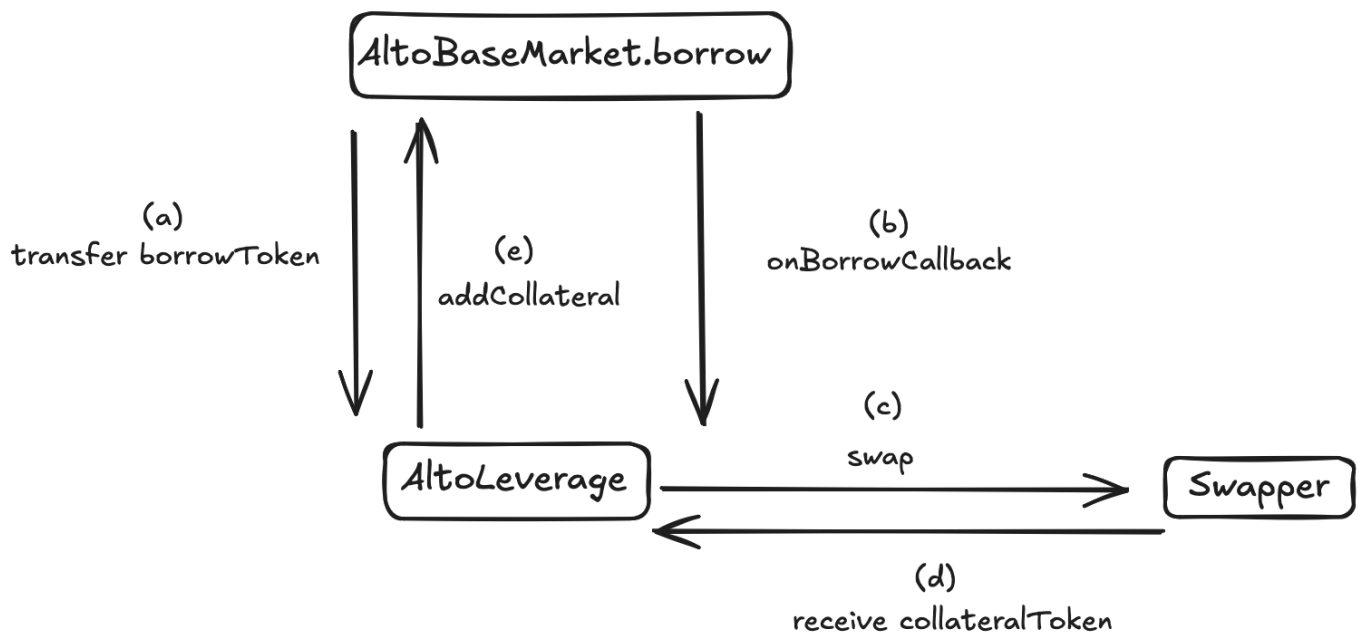 AltoBaseMarket.borrow
(a)
transfer borrowToken
(e)
addCollateral
(b)
onBorrowCallback
(c)
swap
AltoLeverage
Swapper
(d)
receive collateralToken